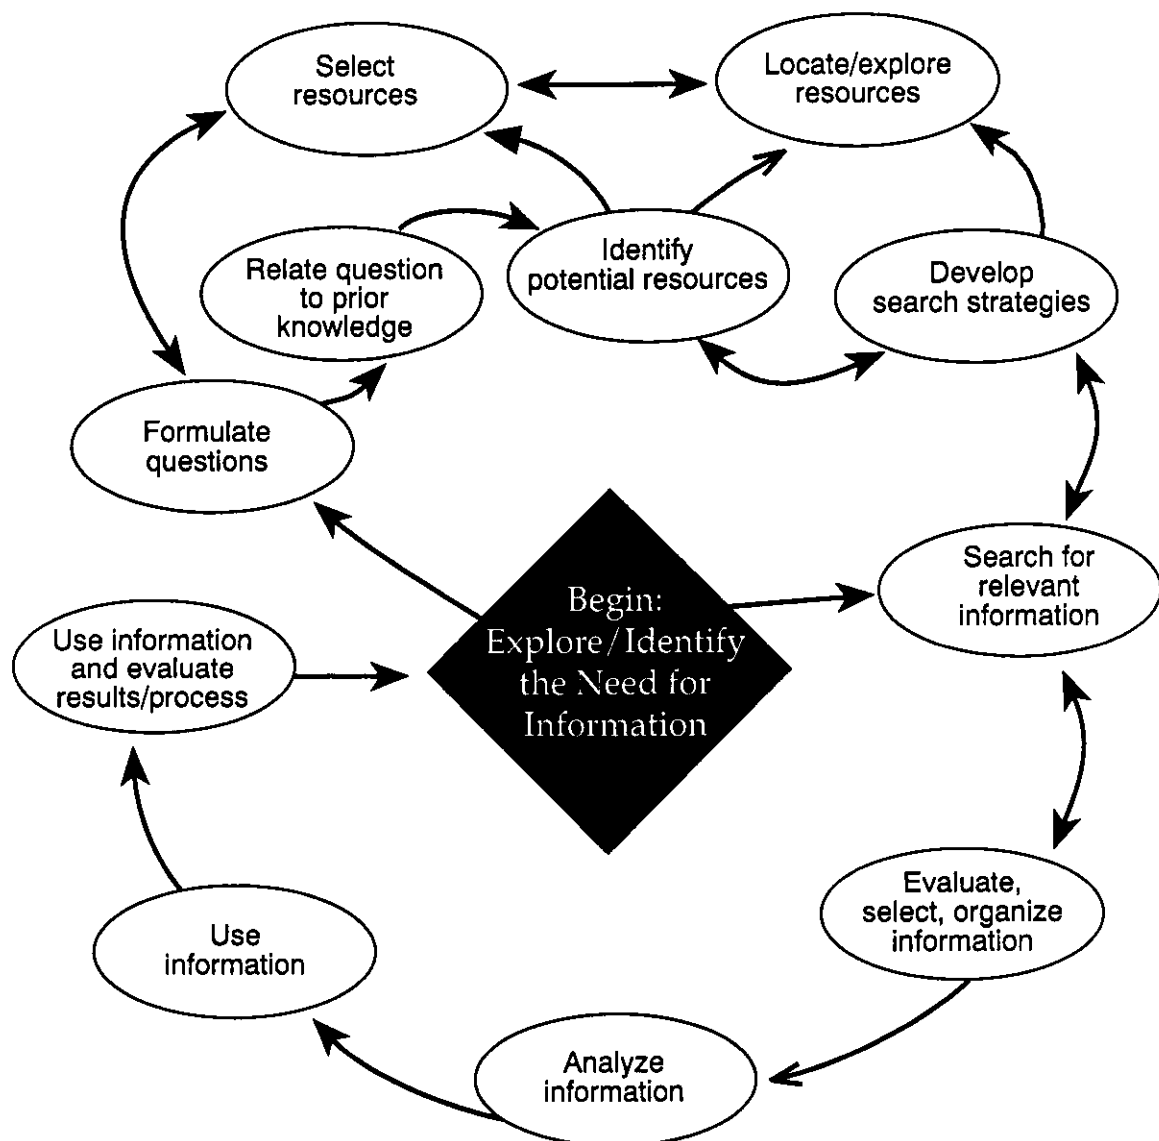 Select
resources
Locate/explore
resources
Relate question
to prior
knowledge
Identify
potential resources
Develop
search strategies
Formulate
questions
Begin:
Explore/Identify
the Need for
Information
Search for
relevant
information
Use information
and evaluate
results/process
Evaluate,
select, organize
information
Use
information
Analyze
information